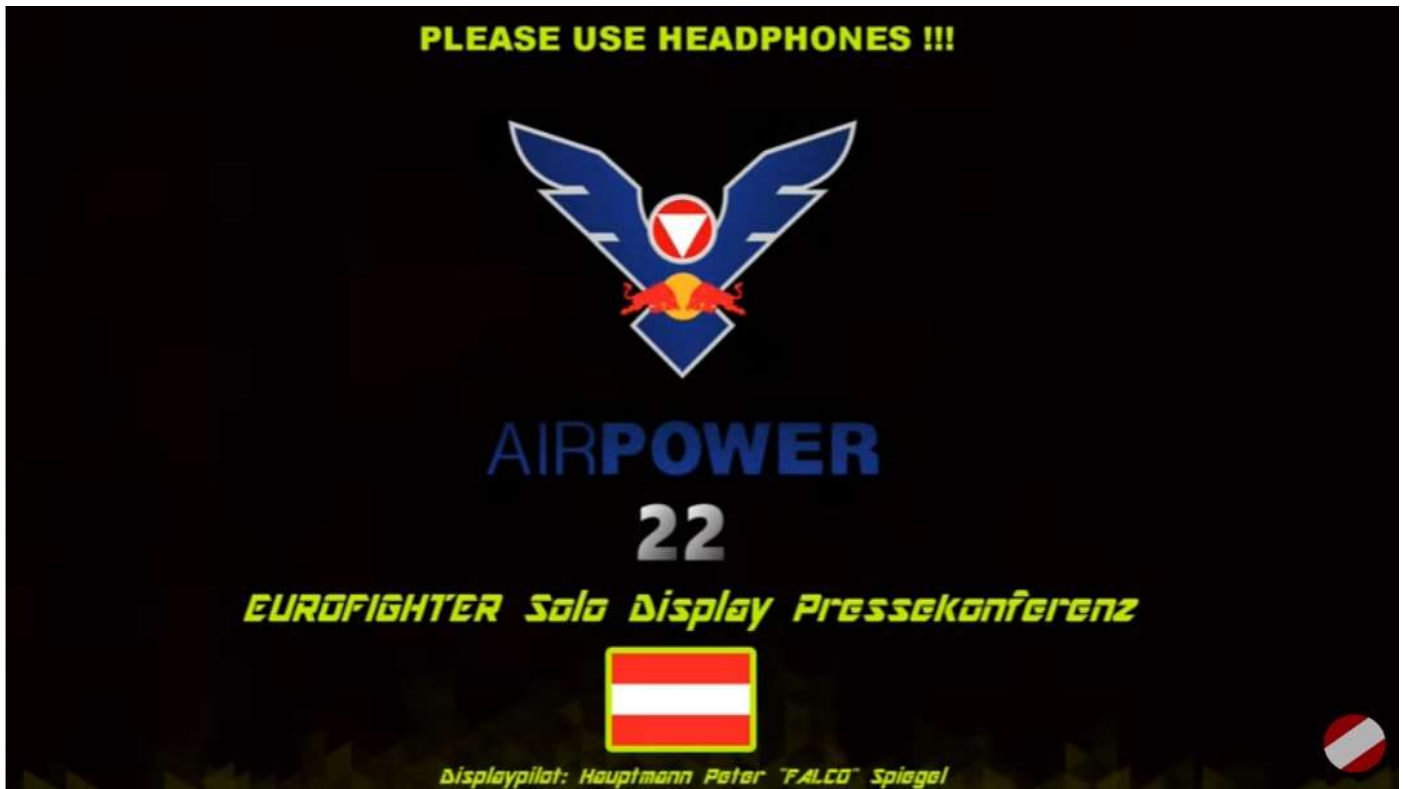 PLEASE USE HEADPHONES !!!
AIRPOWER
22
EUROFIGHTER Solo Display Pressekonferenz
Displaypilot: Hauptmann Peter "FALCO" Spiegel